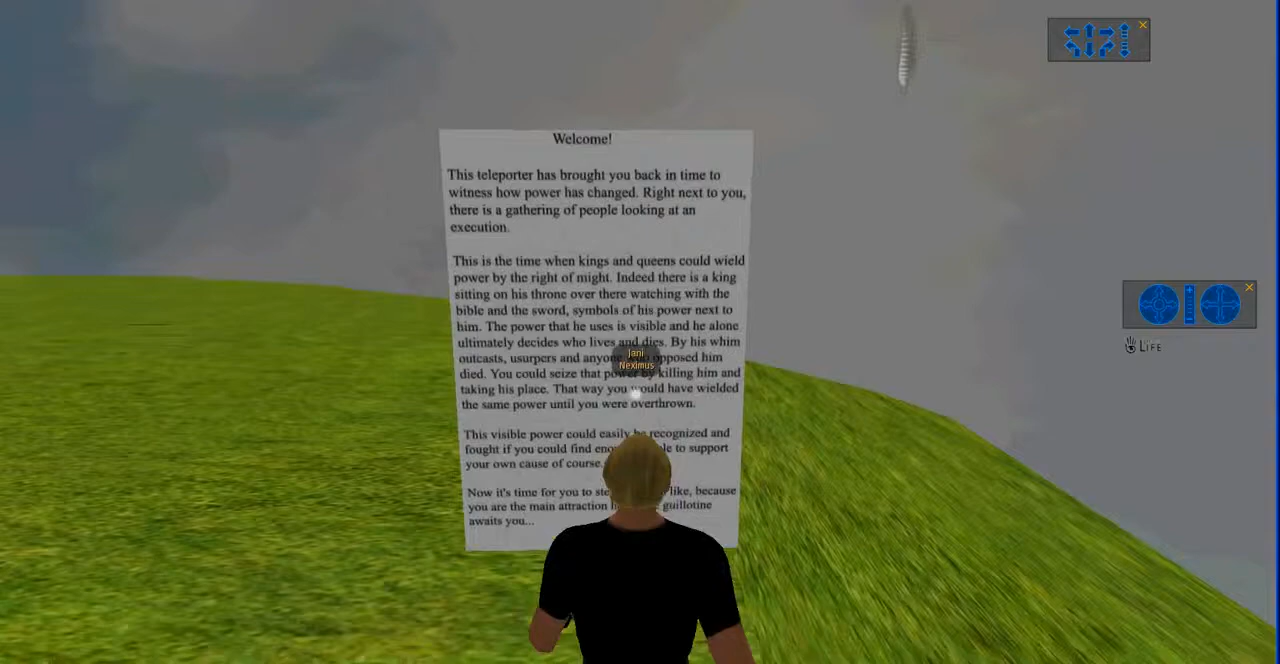 Welcome!
This teleporter has brought you back in time to
witness how power has changed. Right next to you,
there is a gathering of people looking at an
execution.
This is the time when kings and queens could wield
power by the right of might. Indeed there is a king
sitting on his throne over there watching with the
bible and the sword, symbols of his power next to
him. The power that he uses is visible and he alone
ultimately decides who lives and dies. By his whim
outcasts, usurpers and anyone who opposed him
died. You could seize that power by killing him and
taking his place. That way you would have wielded
the same power until you were overthrown.
This visible power could easily be recognized and
fought if you could find to support
your own cause of course.
Now it's time for you to like, because
you are the main attraction guillotine
awaits you...
Jani
Neximus
LIFE